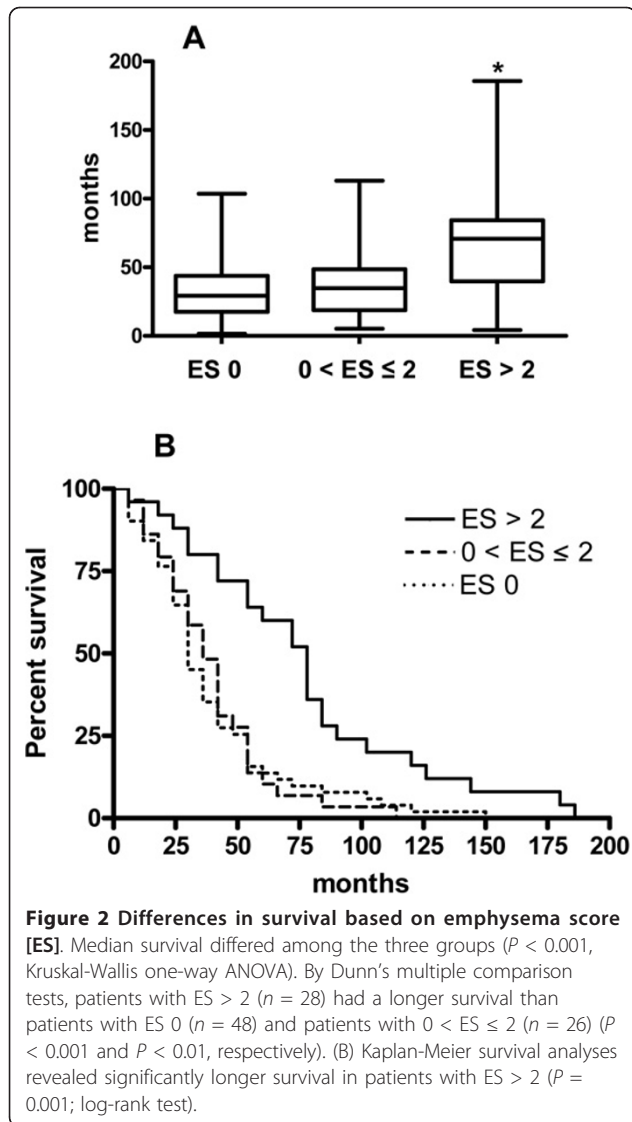 A
*
200
150
100
50
0
months
ES 0 0 < ES ≤ 2 ES > 2
B
100
75
50
25
0
Percent survival
ES > 2
0 < ES ≤ 2
ES 0
0 25 50 75 100 125 150 175 200
months
Figure 2 Differences in survival based on emphysema score
[ES]. Median survival differed among the three groups (P < 0.001,
Kruskal-Wallis one-way ANOVA). By Dunn's multiple comparison
tests, patients with ES > 2 (n = 28) had a longer survival than
patients with ES 0 (n = 48) and patients with 0 < ES ≤ 2 (n = 26) (P
< 0.001 and P < 0.01, respectively). (B) Kaplan-Meier survival analyses
revealed significantly longer survival in patients with ES > 2 (P =
0.001; log-rank test).